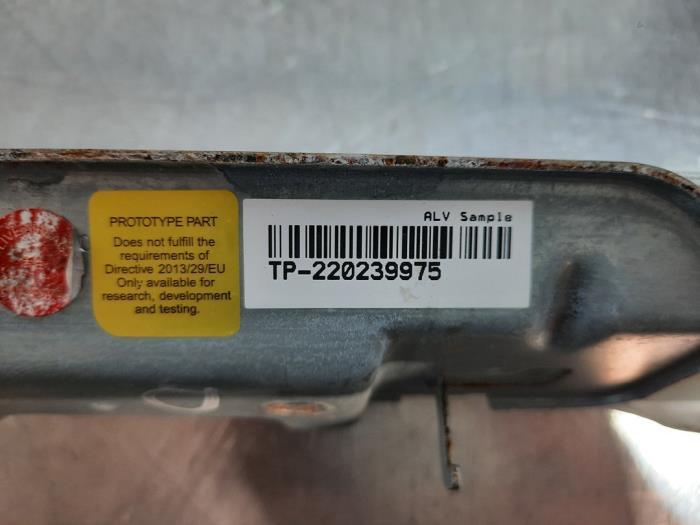 PROTOTYPE PART
Does not fulfill the
requirements of
Directive 2013/29/EU
Only available for
research, development
and testing.
ALV Sample
TP-220239975